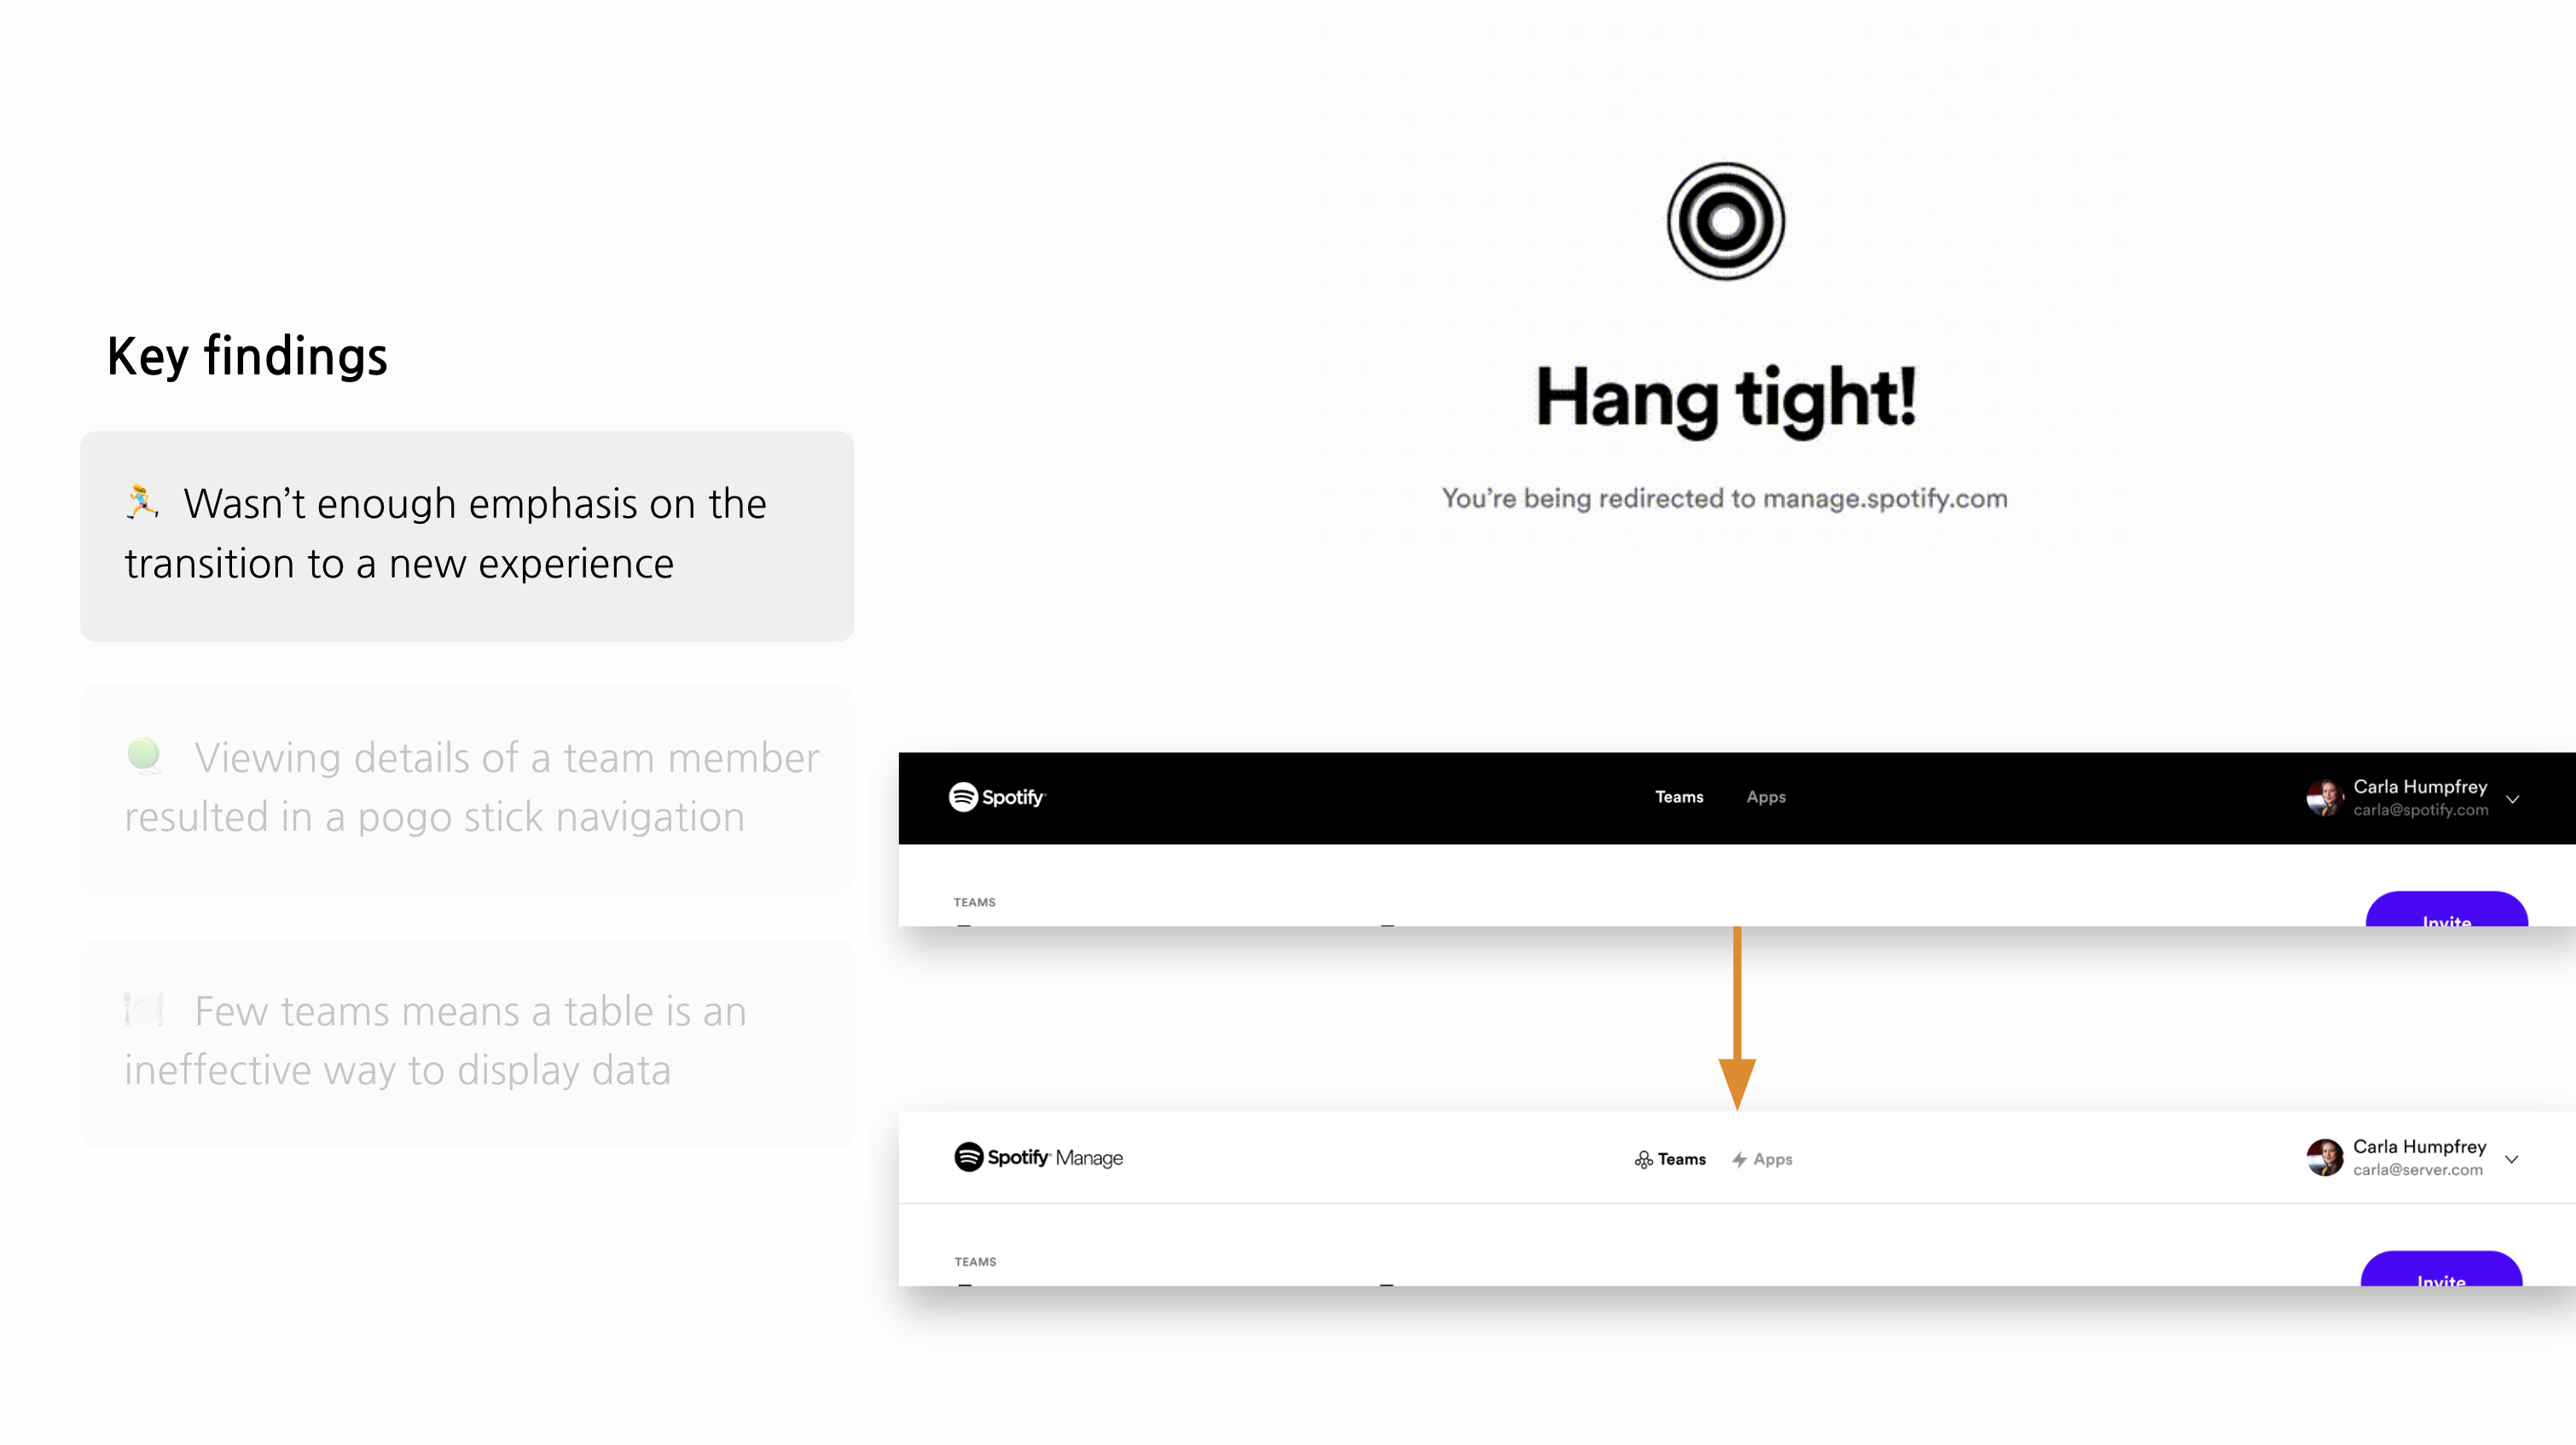 Key findings
Wasn’t enough emphasis on the
transition to a new experience
Viewing details of a team member
resulted in a pogo stick navigation
Few teams means a table is an
ineffective way to display data
Hang tight!
You’re being redirected to manage.spotify.com
Spotify
Teams
Apps
Carla Humpfrey
carla@spotify.com
TEAMS
Invite
Spotify Manage
Teams
Apps
Carla Humpfrey
carla@server.com
TEAMS
Invite